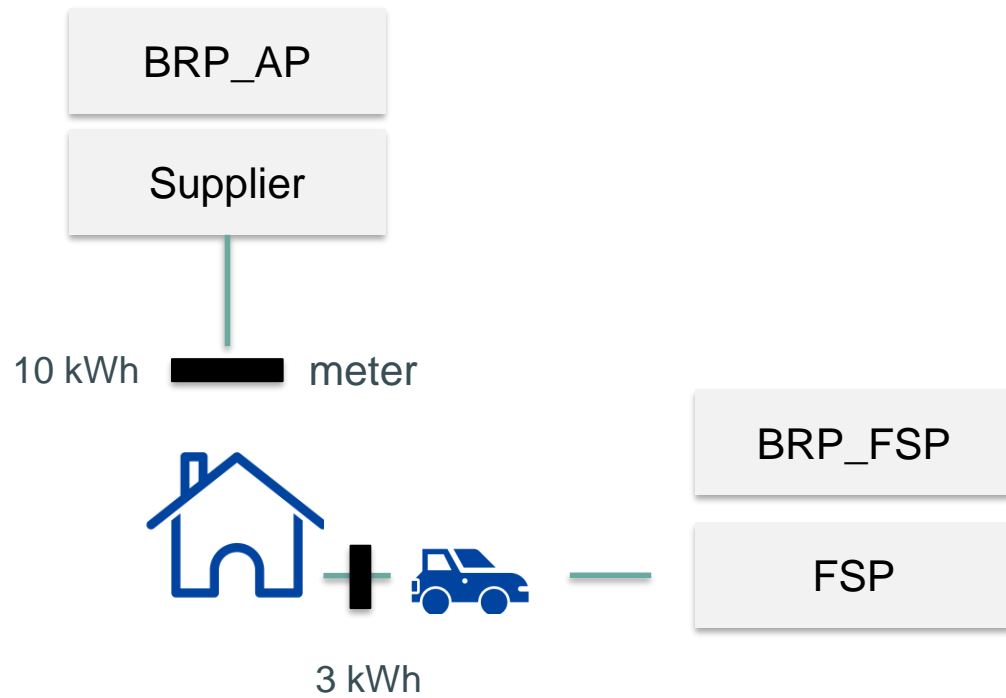 BRP_AP
Supplier
10 kWh
meter
BRP_FSP
FSP
3 kWh